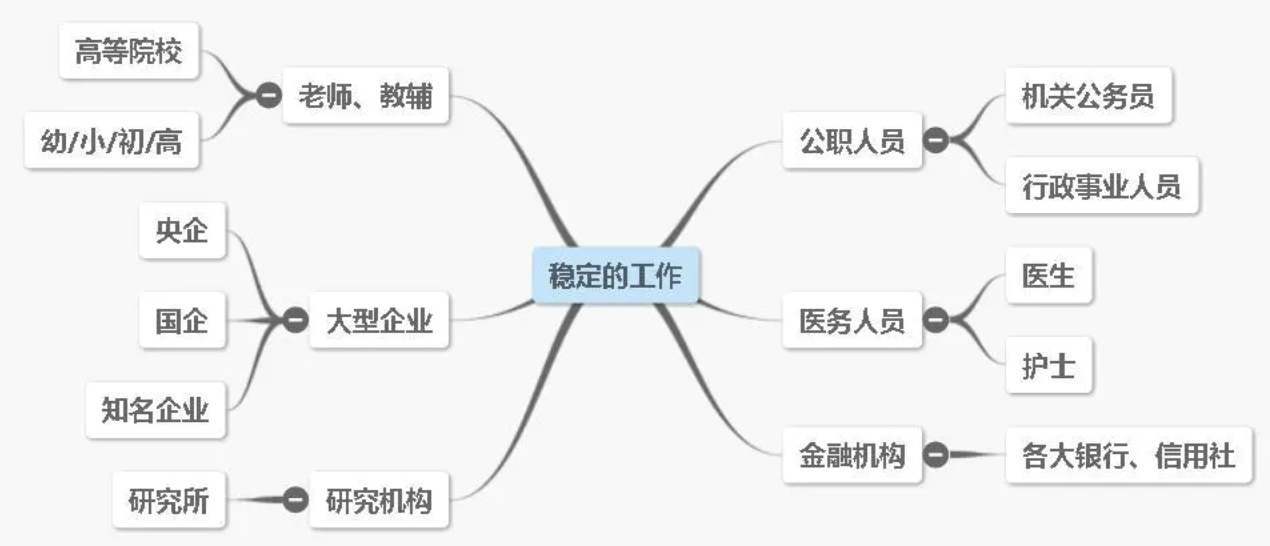 稳定的工作
老师、教辅
高等院校
幼/小/初/高
大型企业
央企
国企
知名企业
研究机构
研究所
公职人员
机关公务员
行政事业人员
医务人员
医生
护士
金融机构
各大银行、信用社